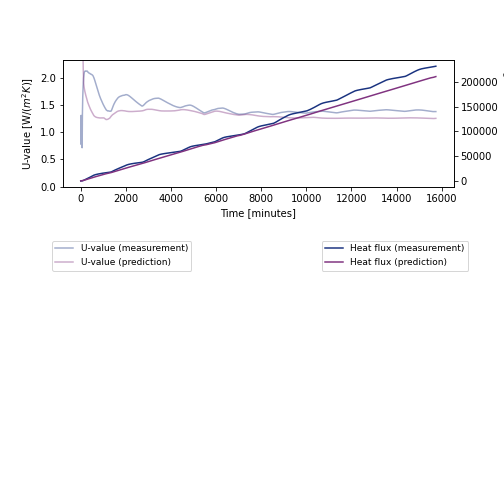 2.0
1.5
1.0
0.5
0.0
U-value [W/(m²K)]
200000
150000
100000
50000
0
0 2000 4000 6000 8000 10000 12000 14000 16000
Time [minutes]
U-value (measurement)
U-value (prediction)
Heat flux (measurement)
Heat flux (prediction)